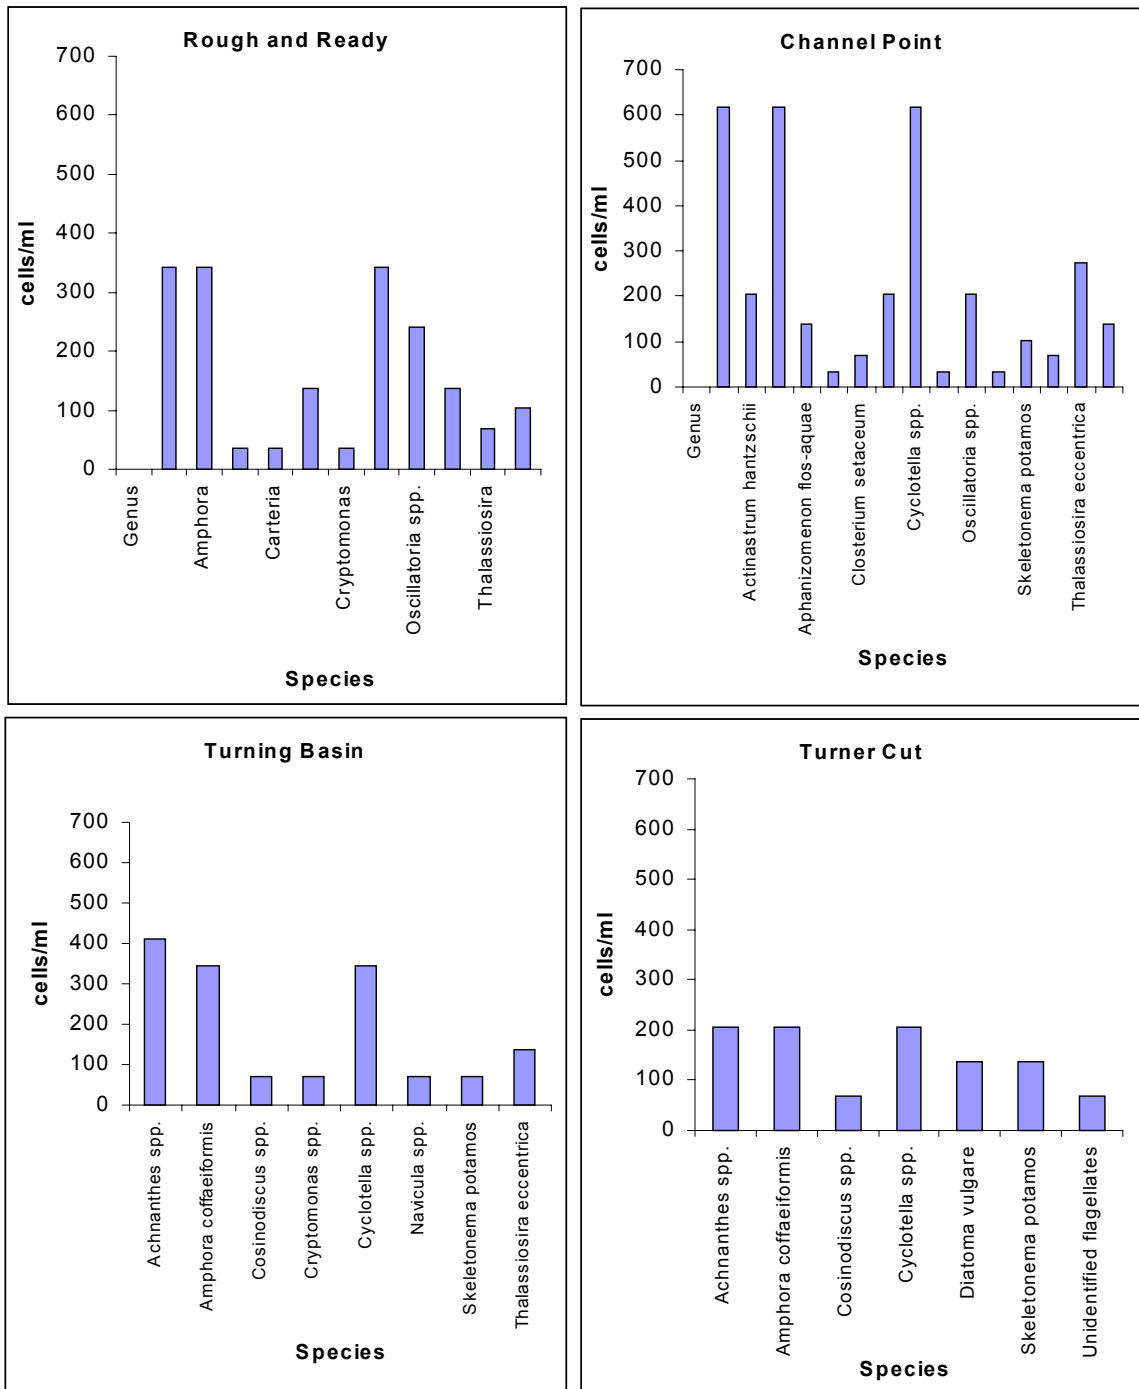 Rough and Ready
700
600
500
400
300
200
100
0
cells/ml
Genus
Amphora
Carteria
Cryptomonas
Oscillatoria spp.
Thalassiosira
Species
Channel Point
700
600
500
400
300
200
100
0
cells/ml
Genus
Actinastrum hantzschii
Aphanizomenon flos-aquae
Closterium setaceum
Cyclotella spp.
Oscillatoria spp.
Skeletonema potamos
Thalassiosira eccentrica
Species
Turning Basin
700
600
500
400
300
200
100
0
cells/ml
Achnanthes spp.
Amphora coffaeiformis
Cosinodiscus spp.
Cryptomonas spp.
Cyclotella spp.
Navicula spp.
Skeletonema potamos
Thalassiosira eccentrica
Species
Turner Cut
700
600
500
400
300
200
100
0
cells/ml
Achnanthes spp.
Amphora coffaeiformis
Cosinodiscus spp.
Cyclotella spp.
Diatoma vulgare
Skeletonema potamos
Unidentified flagellates
Species